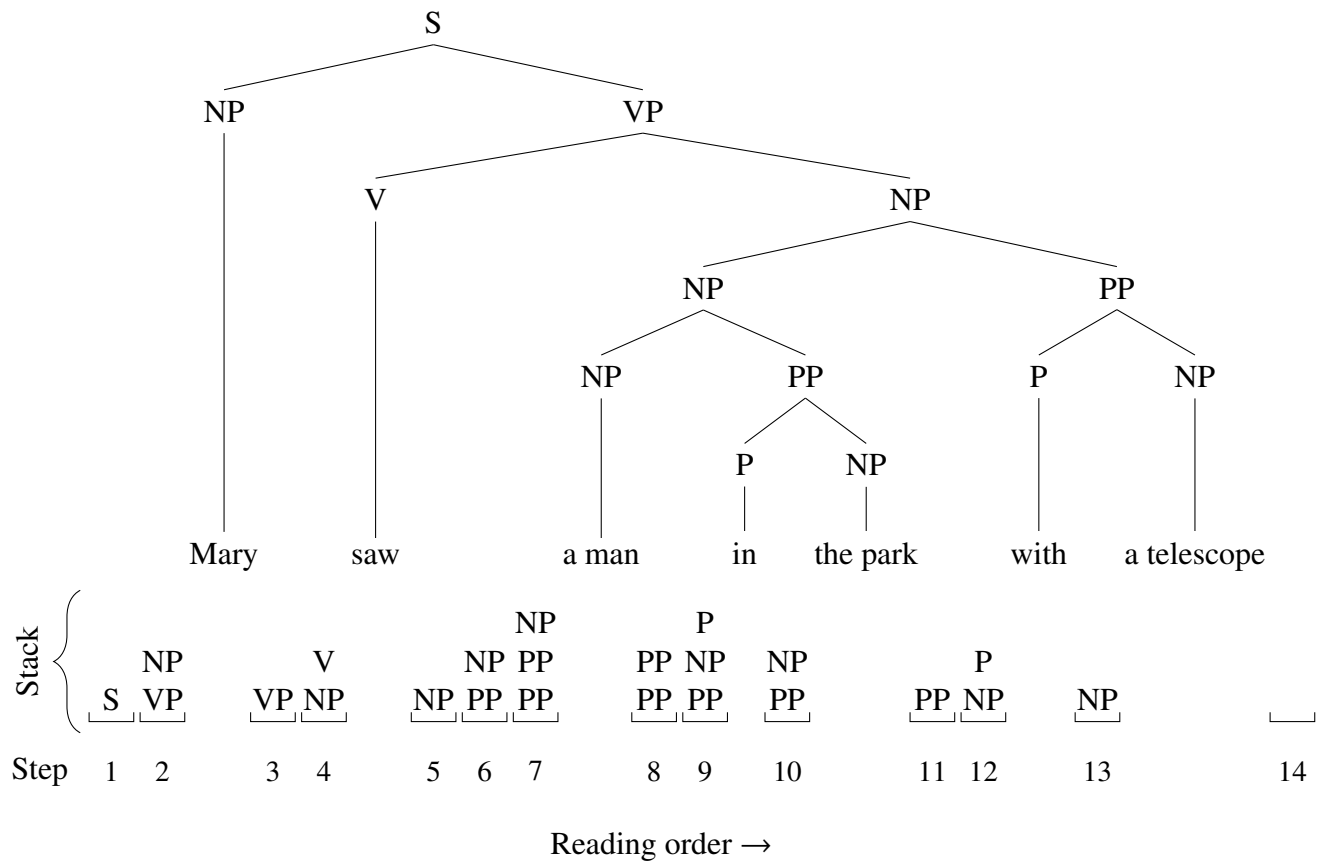 S
NP VP
V NP
NP PP
NP PP P NP
P NP
Mary saw a man in the park with a telescope
NP P
NP V NP PP PP NP NP P
S VP VP NP NP PP PP PP PP PP PP NP NP
Stack
Step 1 2 3 4 5 6 7 8 9 10 11 12 13 14
Reading order →